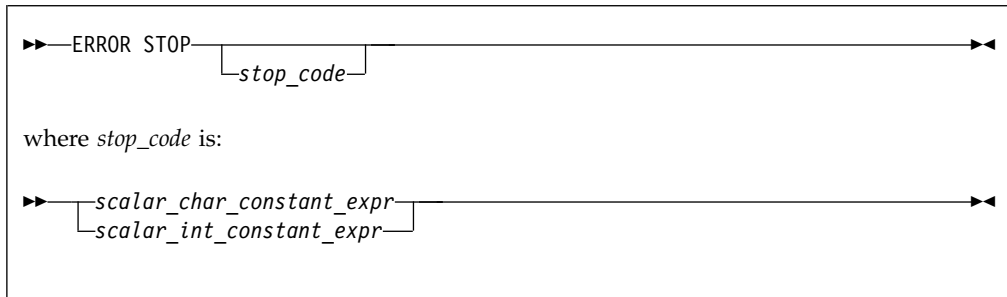 ERROR STOP
stop_code
where stop_code is:
scalar_char_constant_expr
scalar_int_constant_expr